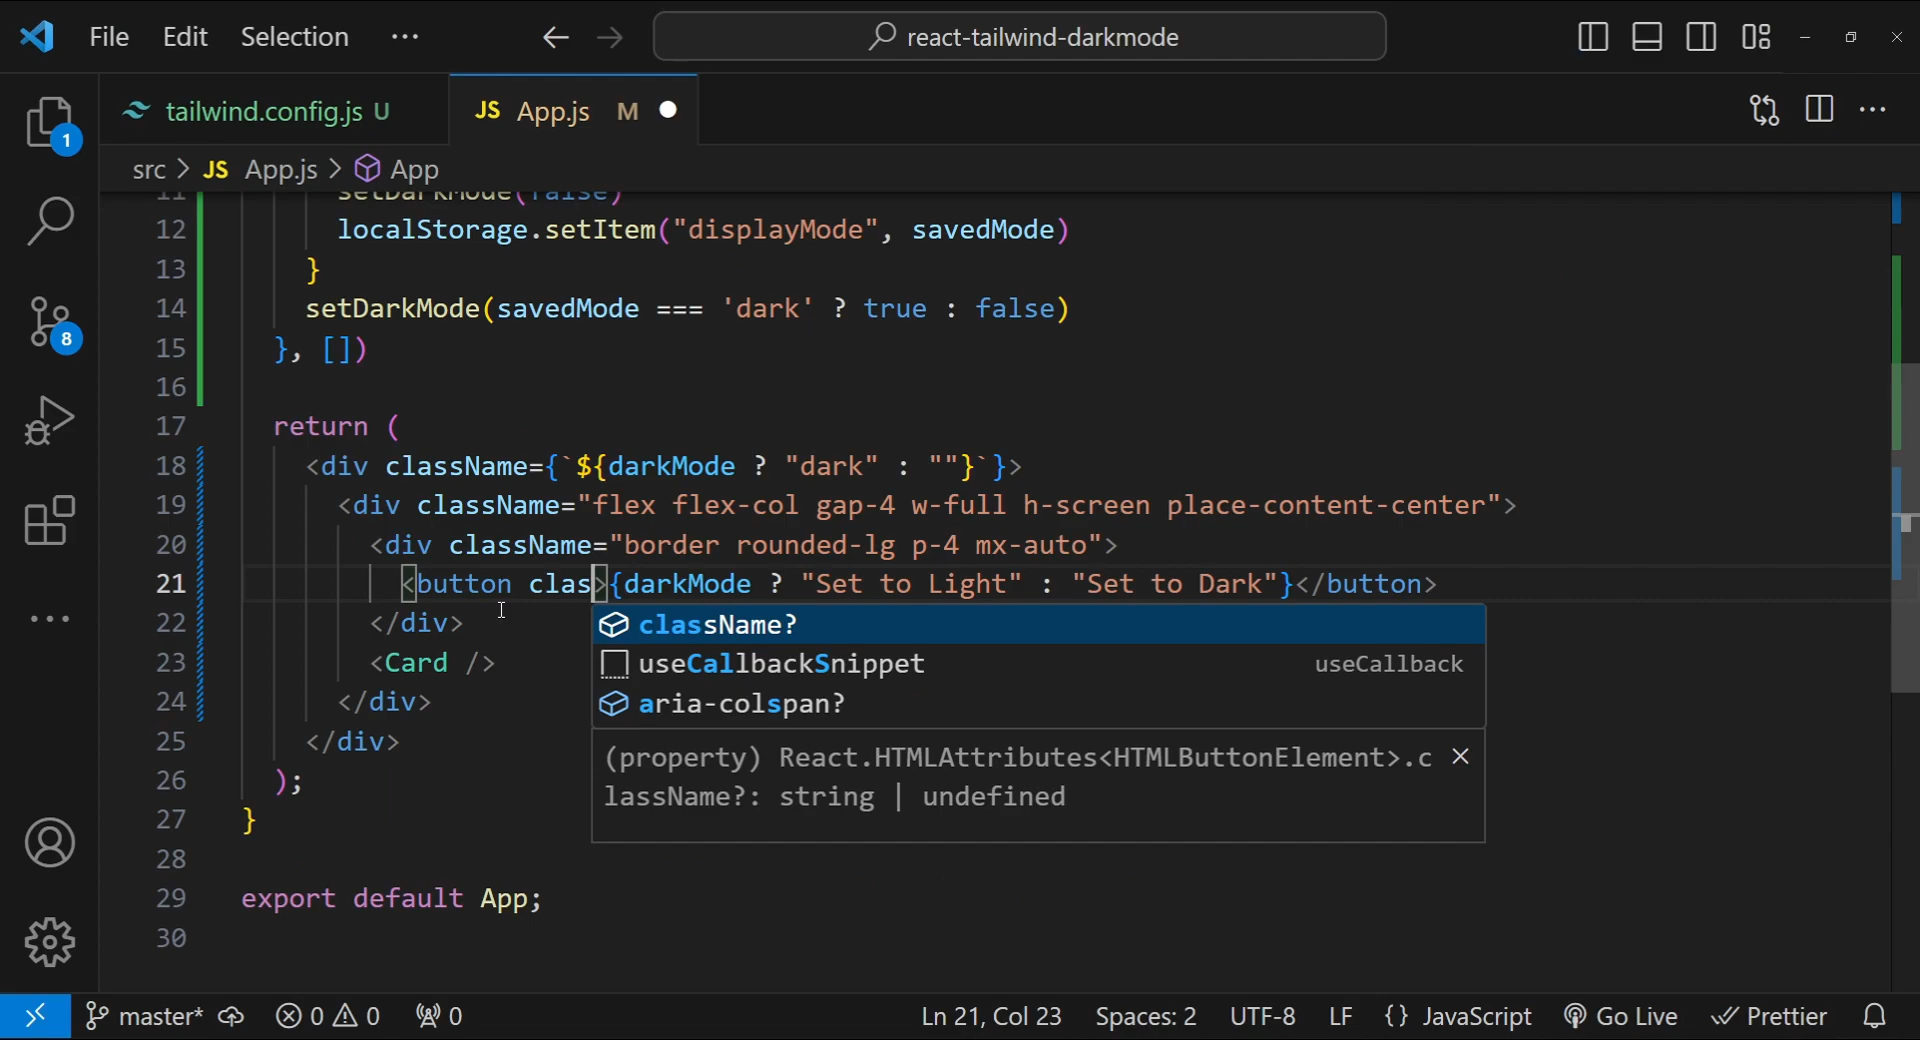 File Edit Selection ··· react-tailwind-darkmode
tailwind.config.js U JS App.js M
src > JS App.js > App
1
8
11 setDarkMode(false)
12 localStorage.setItem("displayMode", savedMode)
13 }
14 setDarkMode(savedMode === 'dark' ? true : false)
15 }, [])
16
17 return (
18 <div className={`${darkMode ? "dark" : ""}`}>
19 <div className="flex flex-col gap-4 w-full h-screen place-content-center">
20 <div className="border rounded-lg p-4 mx-auto">
21 <button clas>{darkMode ? "Set to Light" : "Set to Dark"}</button>
22 </div>
23 <Card />
24 </div>
25 </div>
26 );
27 }
28
29 export default App;
30
className?
useCallbackSnippet useCallback
aria-colspan?
(property) React.HTMLAttributes<HTMLButtonElement>.c
lassName?: string | undefined
master* 0 0 0 Ln 21, Col 23 Spaces: 2 UTF-8 LF {} JavaScript Go Live Prettier